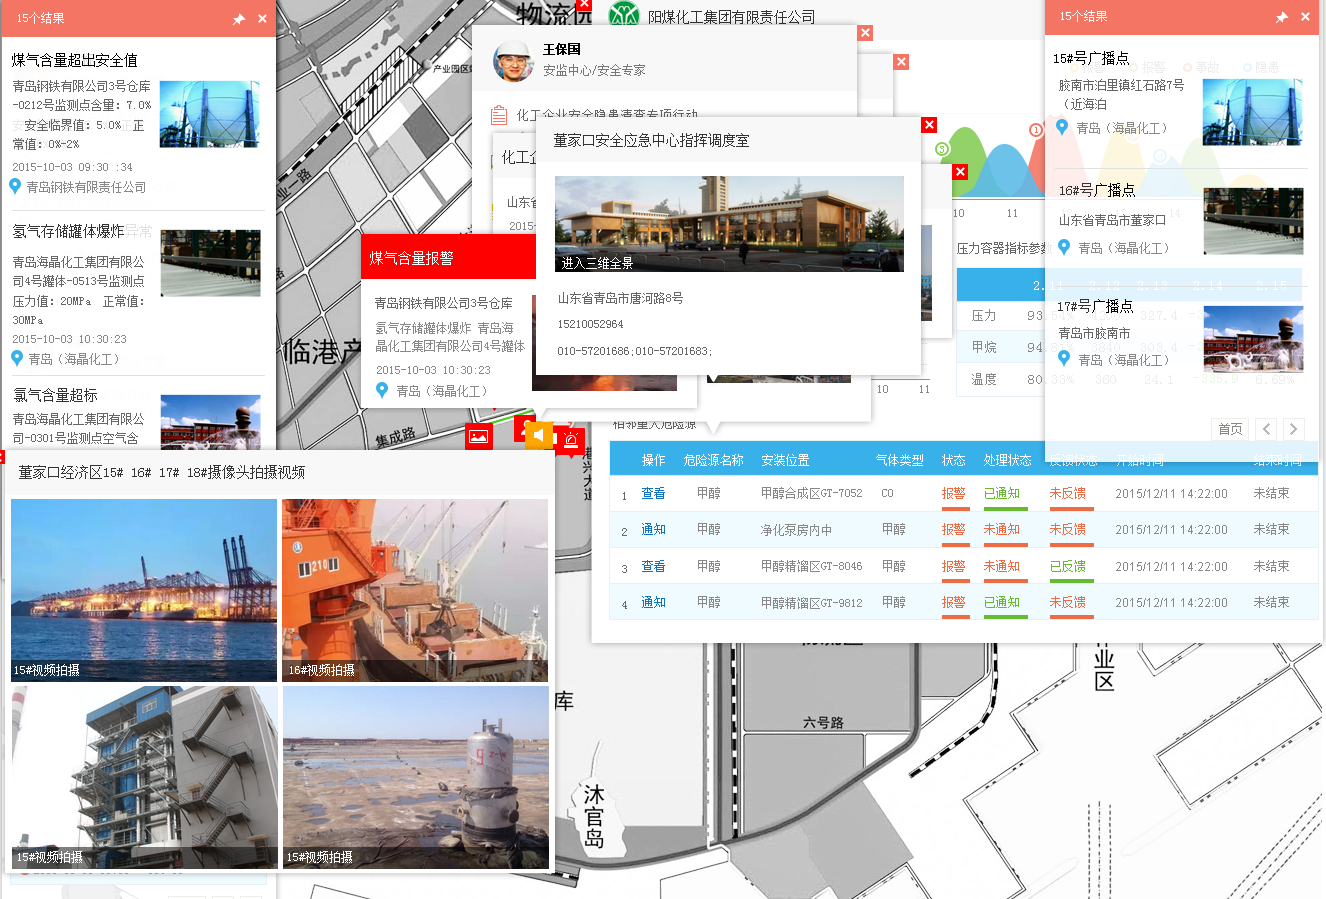 15个结果
煤气含量超出安全值
青岛钢铁有限公司3号仓库
-0212号监测点含量：7.0%
安全临界值：5.0% 正
常值：0%-2%
2015-10-03 09:30 :34
青岛钢铁有限责任公司
氢气存储罐体爆炸
青岛海晶化工集团有限公
司4号罐体-0513号监测点
压力值：20MPa 正常值：
30MPa
2015-10-03 10:30:23
青岛（海晶化工）
氯气含量超标
青岛海晶化工集团有限公
司-0301号监测点空气含
物流园
产业园区
临港产
集成路
港兴大道
阳煤化工集团有限责任公司
王保国
安监中心/安全专家
化工企业安全隐患清查专项行动
化工企
山东省
2015-
董家口安全应急中心指挥调度室
进入三维全景
山东省青岛市唐河路8号
15210052964
010-57201686;010-57201683;
煤气含量报警
青岛钢铁有限公司3号仓库
氢气存储罐体爆炸 青岛海
晶化工集团有限公司4号罐体
2015-10-03 10:30:23
青岛（海晶化工）
10 11
压力容器指标参数
2.11 2.12 2.13 2.14 2.15
压力
甲烷
温度
10 11
15个结果
15#号广播点
胶南市泊里镇红石路7号
（近海泊
青岛（海晶化工）
16#号广播点
山东省青岛市董家口
青岛（海晶化工）
17#号广播点
青岛市胶南市
青岛（海晶化工）
首页
相邻重大危险源
操作 危险源名称 安装位置 气体类型 状态 处理状态 反馈状态 开始时间 结束时间
1 查看 甲醇 甲醇合成区GT-7052 CO 报警 已通知 未反馈 2015/12/11 14:22:00 未结束
2 通知 甲醇 净化泵房内中 甲醇 报警 未通知 未反馈 2015/12/11 14:22:00 未结束
3 查看 甲醇 甲醇精馏区GT-8046 甲醇 报警 未通知 已反馈 2015/12/11 14:22:00 未结束
4 通知 甲醇 甲醇精馏区GT-9812 甲醇 报警 已通知 未反馈 2015/12/11 14:22:00 未结束
董家口经济区15# 16# 17# 18#摄像头拍摄视频
15#视频拍摄
16#视频拍摄
15#视频拍摄
15#视频拍摄
库
六号路
沐官岛
业区